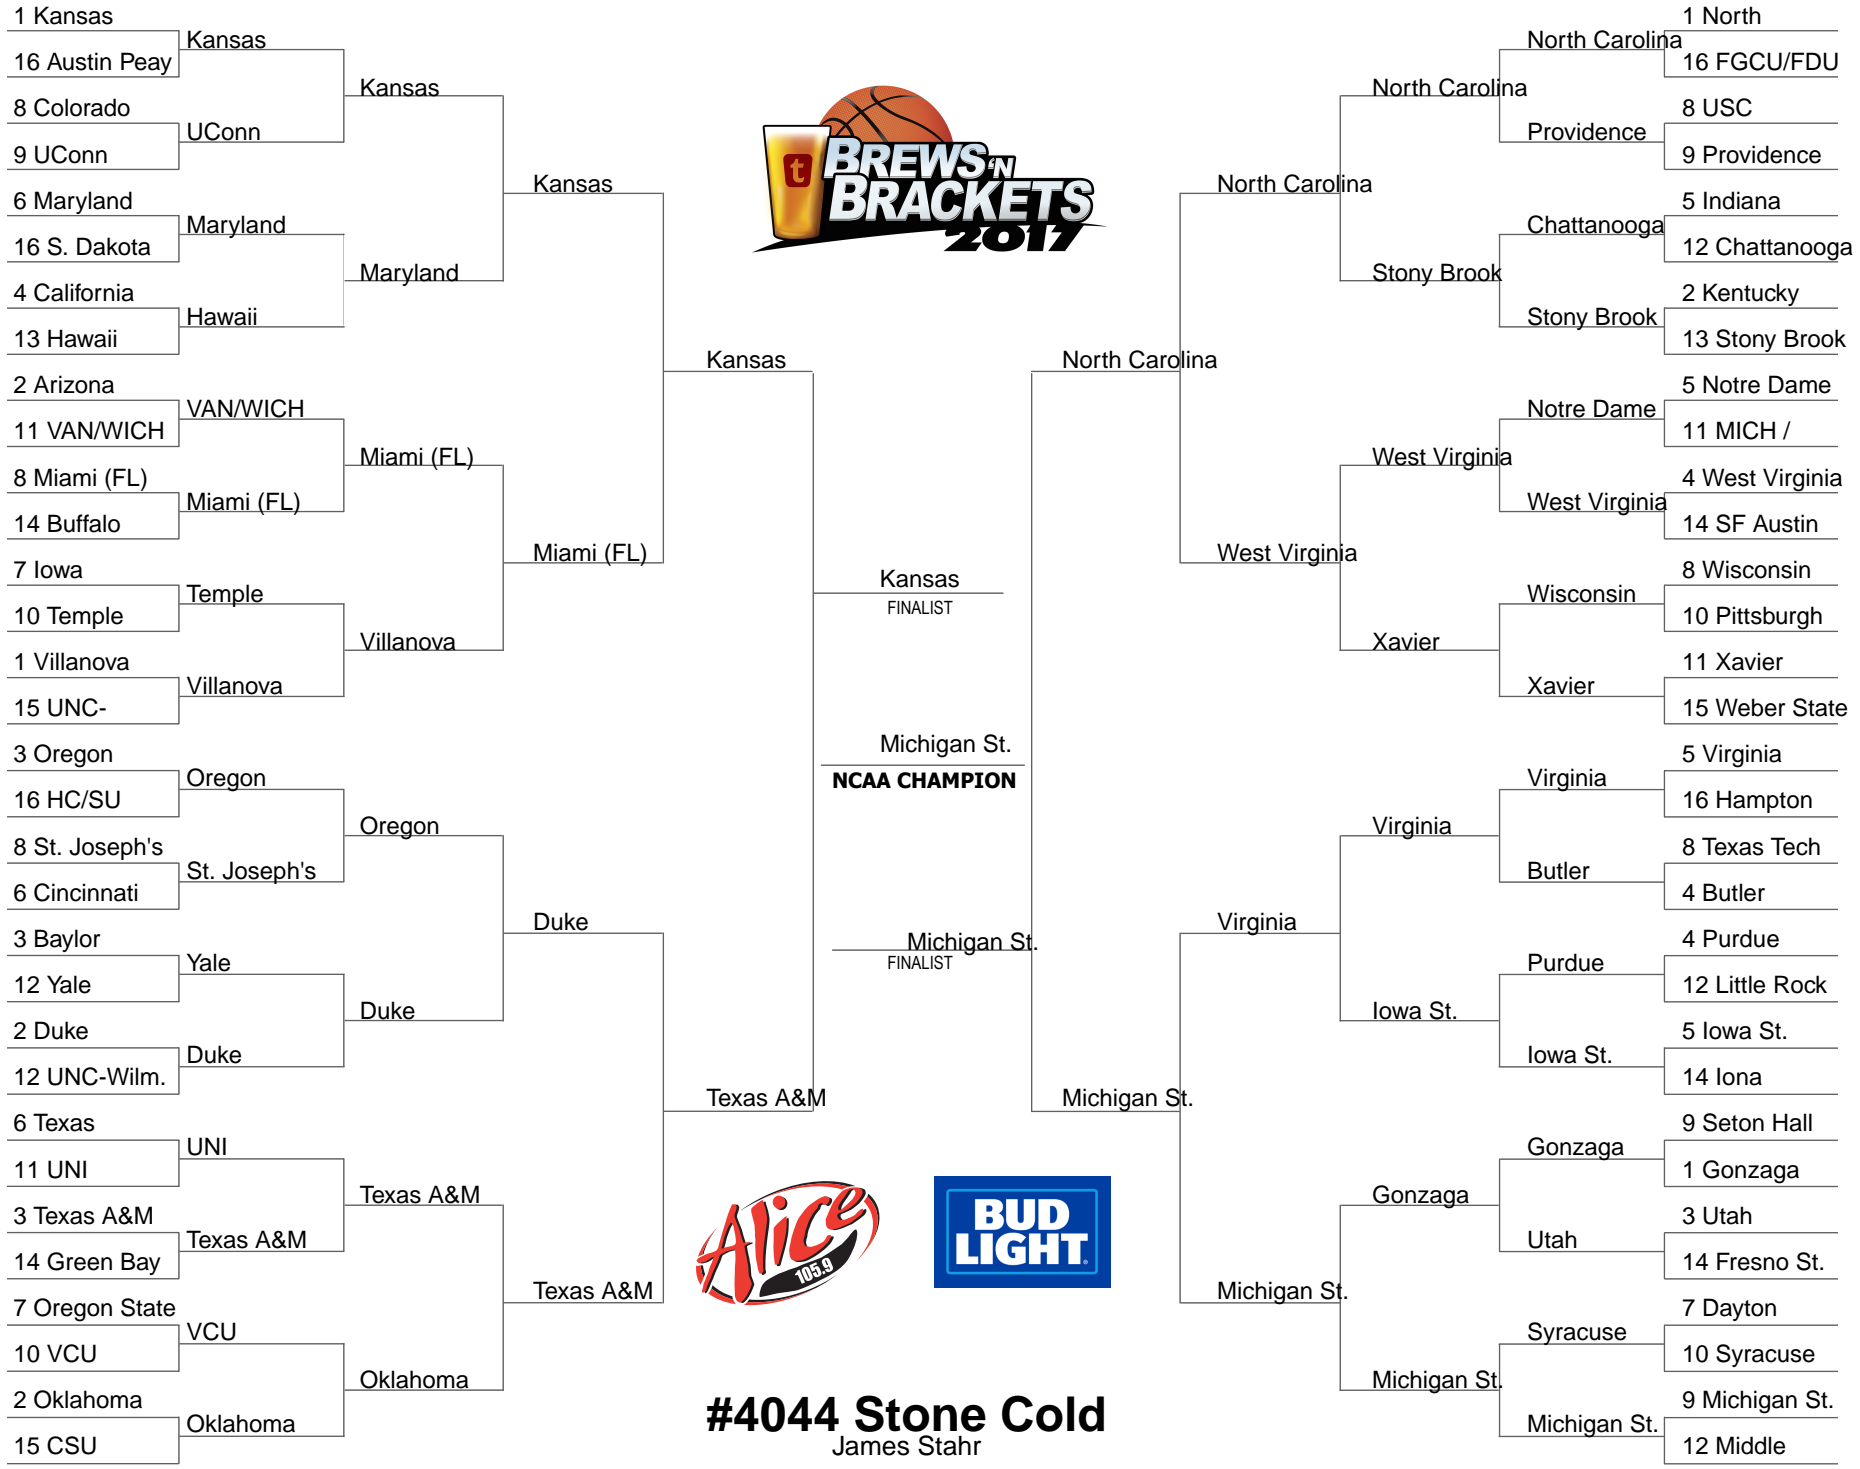 1 Kansas
16 Austin Peay
8 Colorado
9 UConn
6 Maryland
16 S. Dakota
4 California
13 Hawaii
2 Arizona
11 VAN/WICH
8 Miami (FL)
14 Buffalo
7 Iowa
10 Temple
1 Villanova
15 UNC-
3 Oregon
16 HC/SU
8 St. Joseph's
6 Cincinnati
3 Baylor
12 Yale
2 Duke
12 UNC-Wilm.
6 Texas
11 UNI
3 Texas A&M
14 Green Bay
7 Oregon State
10 VCU
2 Oklahoma
15 CSU
Kansas
UConn
Maryland
Hawaii
VAN/WICH
Miami (FL)
Temple
Villanova
Oregon
St. Joseph's
Yale
Duke
UNI
Texas A&M
VCU
Oklahoma
Kansas
Maryland
Miami (FL)
Villanova
Oregon
Duke
Texas A&M
Oklahoma
Kansas
Miami (FL)
Duke
Texas A&M
Kansas
Texas A&M
t
BREWS 'N
BRACKETS
2017
Kansas
FINALIST
Michigan St.
NCAA CHAMPION
Michigan St.
FINALIST
Alice
105.9
BUD
LIGHT
#4044 Stone Cold
James Stahr
North Carolina
Michigan St.
North Carolina
West Virginia
Virginia
Michigan St.
North Carolina
Stony Brook
West Virginia
Xavier
Virginia
Iowa St.
Gonzaga
Michigan St.
North Carolina
Providence
Chattanooga
Stony Brook
Notre Dame
West Virginia
Wisconsin
Xavier
Virginia
Butler
Purdue
Iowa St.
Gonzaga
Utah
Syracuse
Michigan St.
1 North
16 FGCU/FDU
8 USC
9 Providence
5 Indiana
12 Chattanooga
2 Kentucky
13 Stony Brook
5 Notre Dame
11 MICH /
4 West Virginia
14 SF Austin
8 Wisconsin
10 Pittsburgh
11 Xavier
15 Weber State
5 Virginia
16 Hampton
8 Texas Tech
4 Butler
4 Purdue
12 Little Rock
5 Iowa St.
14 Iona
9 Seton Hall
1 Gonzaga
3 Utah
14 Fresno St.
7 Dayton
10 Syracuse
9 Michigan St.
12 Middle